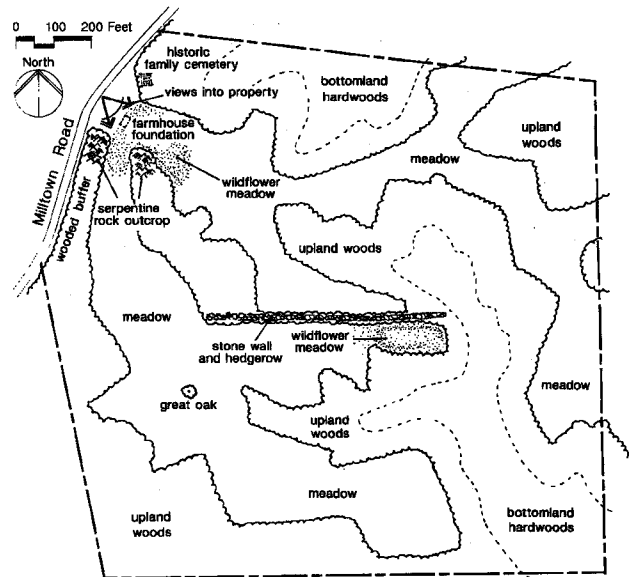 0 100 200 Feet
North
historic
family cemetery
views into property
farmhouse
foundation
bottomland
hardwoods
upland
woods
meadow
wildflower
meadow
Milltown Road
wooded buffer
serpentine
rock outcrop
upland woods
meadow
stone wall
and hedgerow
wildflower
meadow
meadow
great oak
upland
woods
meadow
upland
woods
bottomland
hardwoods